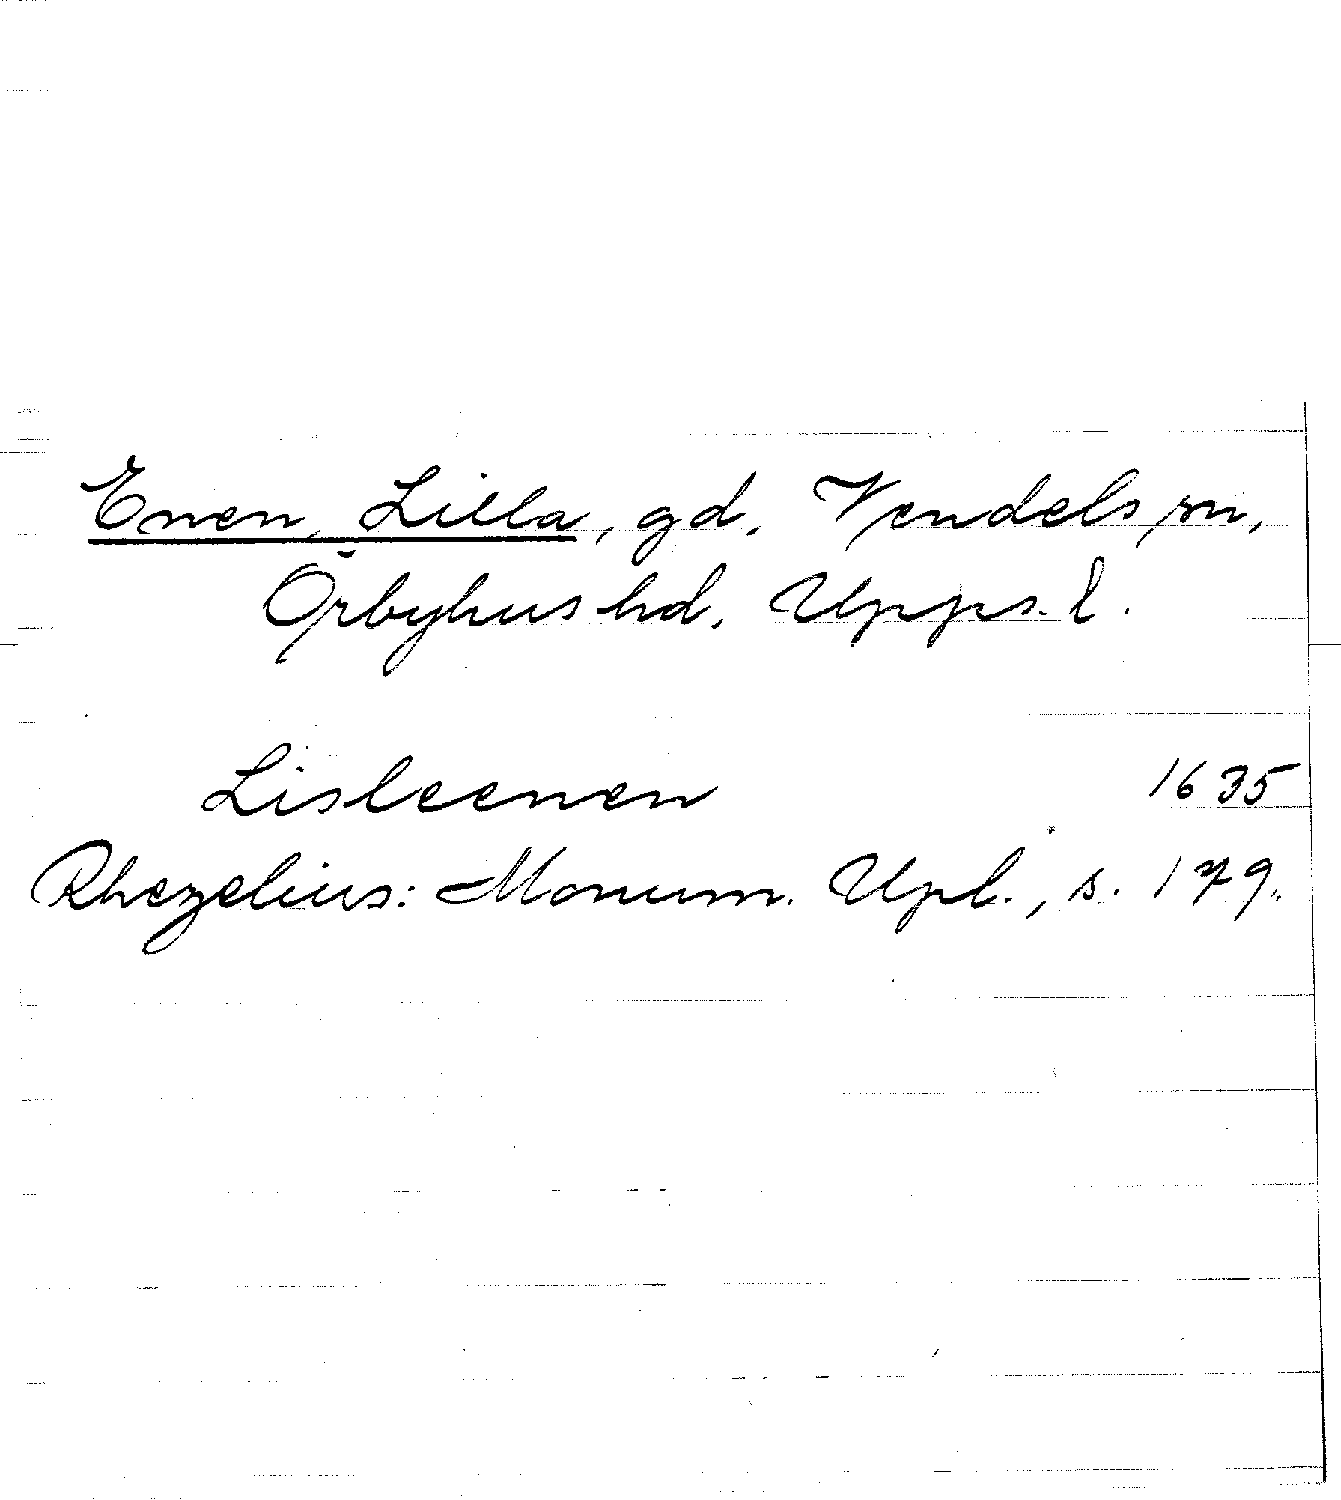 Enen, Lilla, gd, Vendels sn,
Örbyhus hd, Upps. l.
Lisleenen 1635
Rhezelius: Monum. Upl., s. 179.